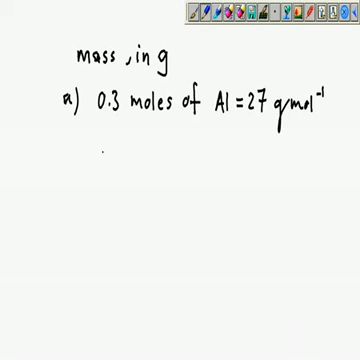 mass, in g
a) 0.3 moles of Al = 27 gmol⁻¹